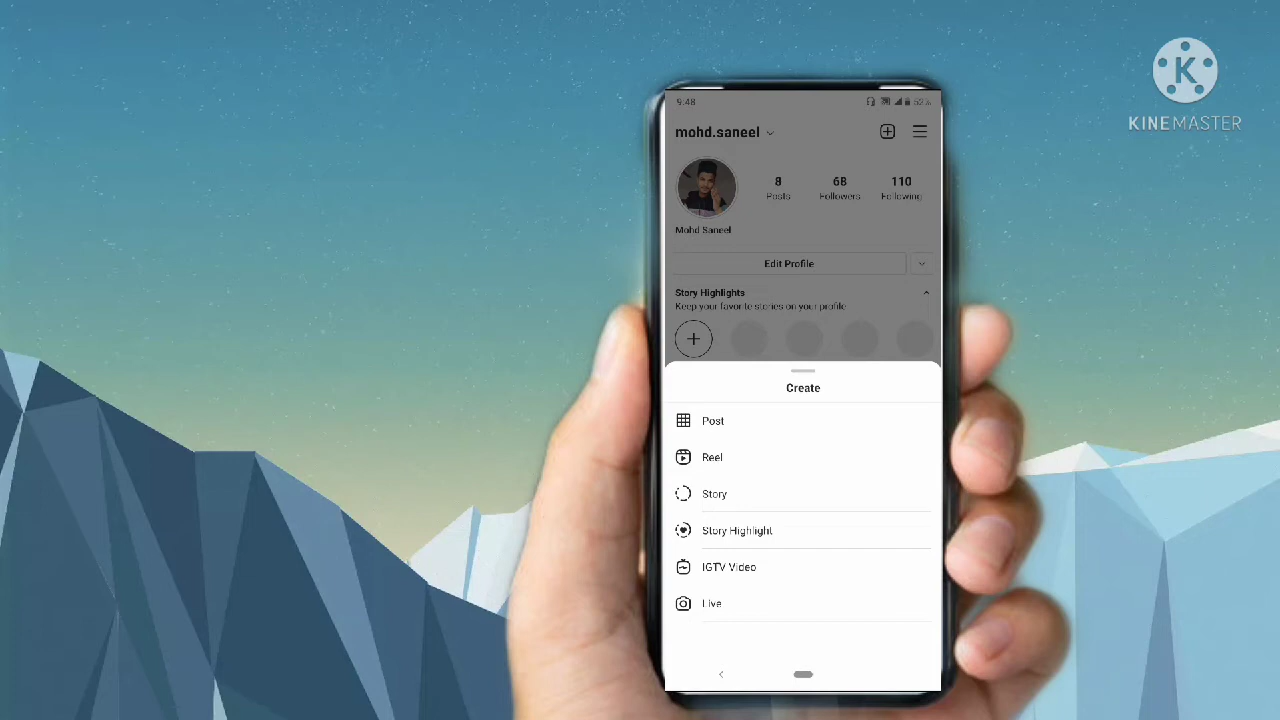 K
KINEMASTER
9:48
52%
mohd.saneel
8
68
110
Posts
Followers
Following
Mohd Saneel
Edit Profile
Story Highlights
Keep your favorite stories on your profile
Create
Post
Reel
Story
Story Highlight
IGTV Video
Live